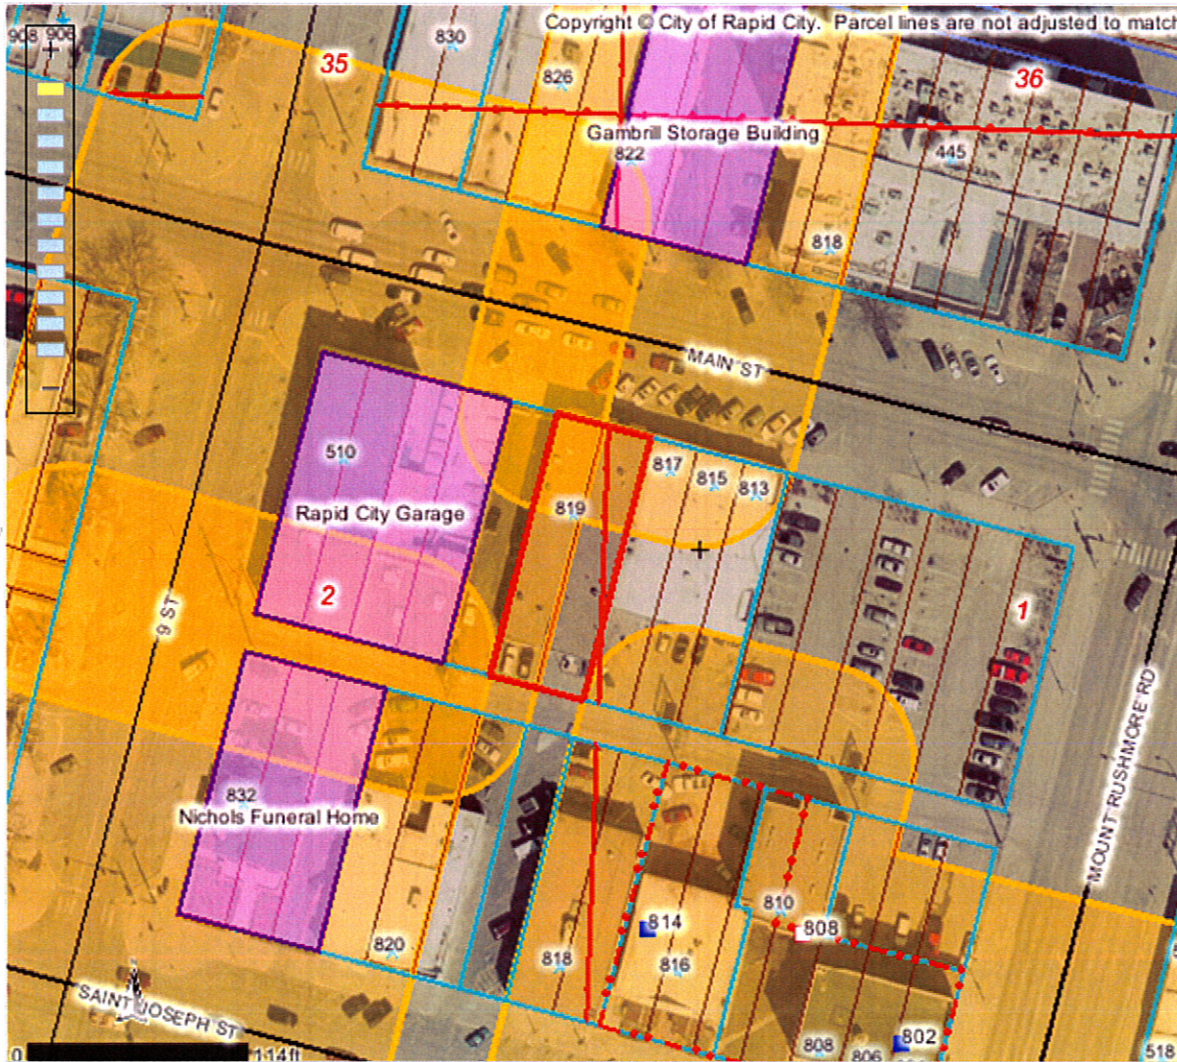 Copyright © City of Rapid City. Parcel lines are not adjusted to match
908 906
830
35
36
826
Gambrill Storage Building
822
445
818
MAIN ST
510
817
815
813
819
Rapid City Garage
2
1
9 ST
MOUNT RUSHMORE RD
832
Nichols Funeral Home
814
810
808
820
818
816
SAINT JOSEPH ST
802
808
806
518
0 114ft